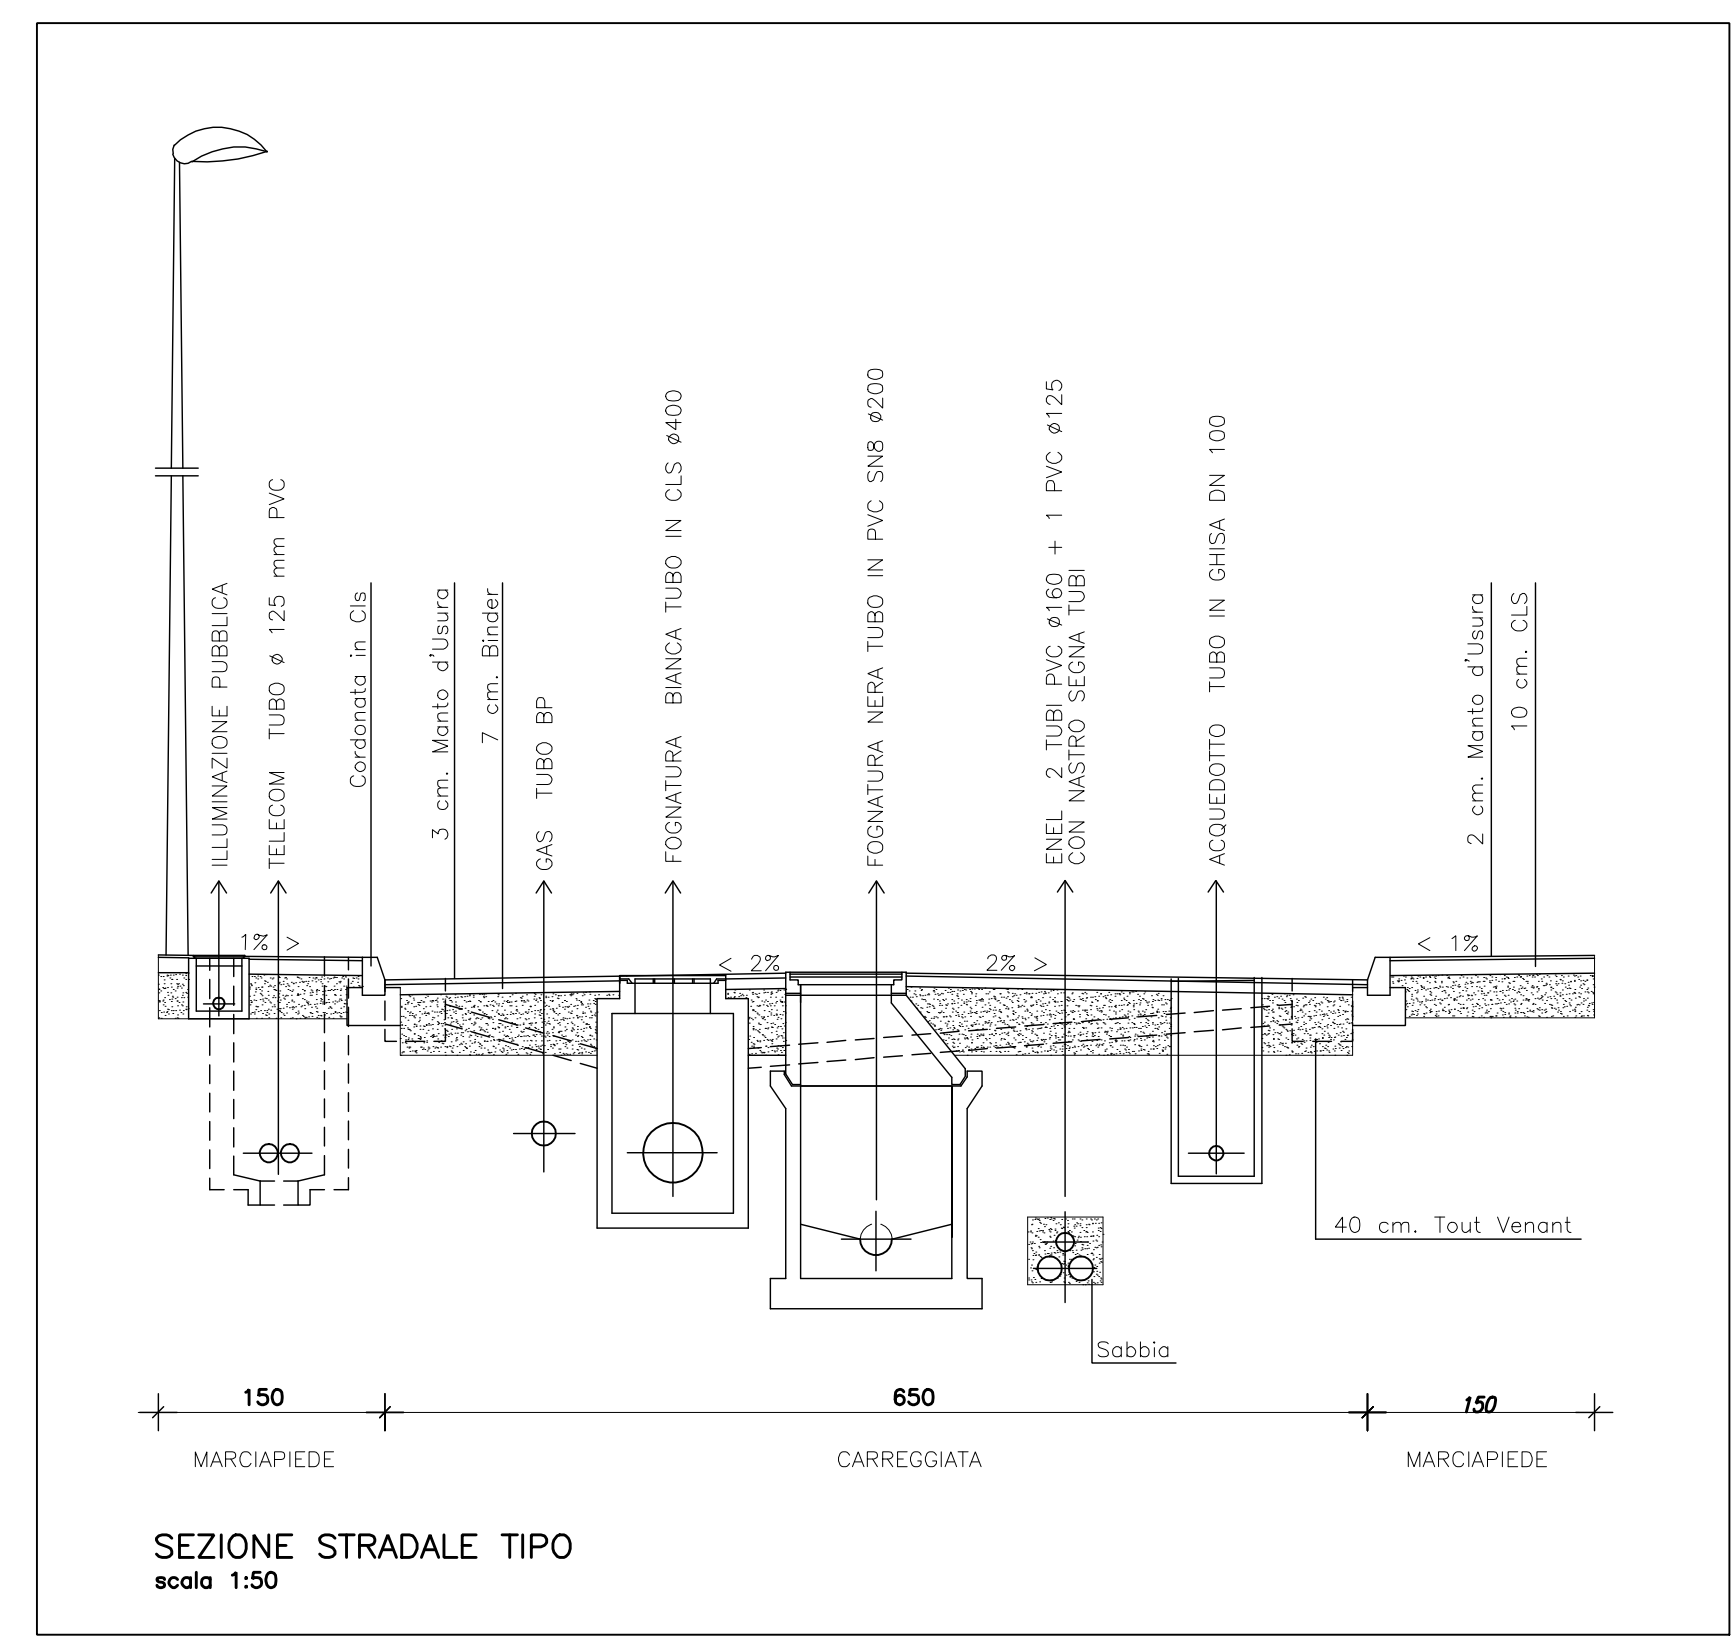 ILLUMINAZIONE PUBBLICA
TELECOM TUBO ø 125 mm PVC
Cordonata in Cls
3 cm. Manto d'Usura
7 cm. Binder
GAS TUBO BP
FOGNATURA BIANCA TUBO IN CLS ø400
FOGNATURA NERA TUBO IN PVC SN8 ø200
ENEL 2 TUBI PVC ø160 + 1 PVC ø125
CON NASTRO SEGNA TUBI
ACQUEDOTTO TUBO IN GHISA DN 100
2 cm. Manto d'Usura
10 cm. CLS
1% >
< 2%
2% >
< 1%
40 cm. Tout Venant
Sabbia
150
650
150
MARCIAPIEDE
CARREGGIATA
MARCIAPIEDE
SEZIONE STRADALE TIPO
scala 1:50